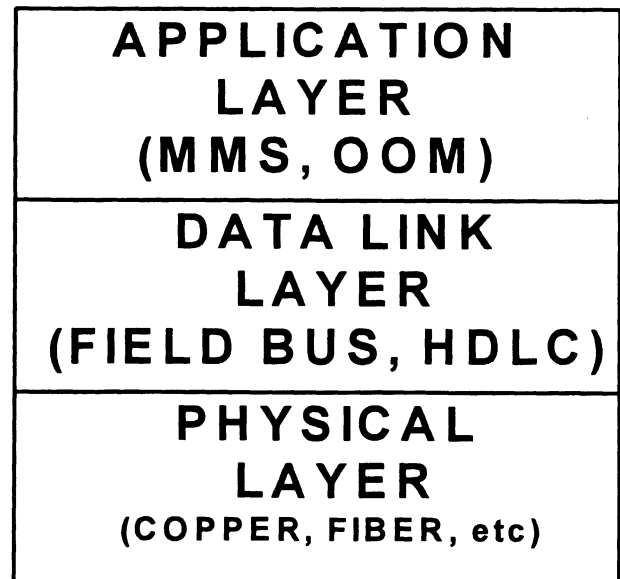 APPLICATION
LAYER
(MMS, OOM)
DATA LINK
LAYER
(FIELD BUS, HDLC)
PHYSICAL
LAYER
(COPPER, FIBER, etc)